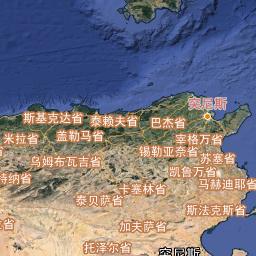 突尼斯
斯基克达省
泰赖夫省
巴杰省
米拉省
盖勒马省
宰格万省
锡勒亚奈省
苏塞省
乌姆布瓦吉省
凯鲁万省
特纳省
卡塞林省
马赫迪耶省
泰贝萨省
斯法克斯省
加夫萨省
托泽尔省
突尼斯